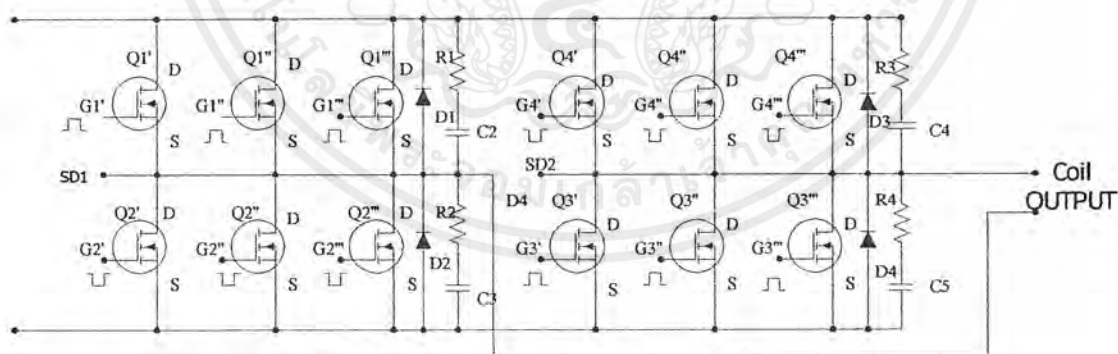 Q1' Q1" Q1"' R1 Q4' Q4" Q4"' R3
D D D D D D
G1' G1" G1"' D1 G4' G4" G4"' D3
S S S C2 S S S C4
SD1 SD2 Coil
OUTPUT
Q2' Q2" Q2"' R2 D4 Q3' Q3" Q3"' R4
D D D D D D
G2' G2" G2"' D2 G3' G3" G3"' D4
S S S C3 S S S C5